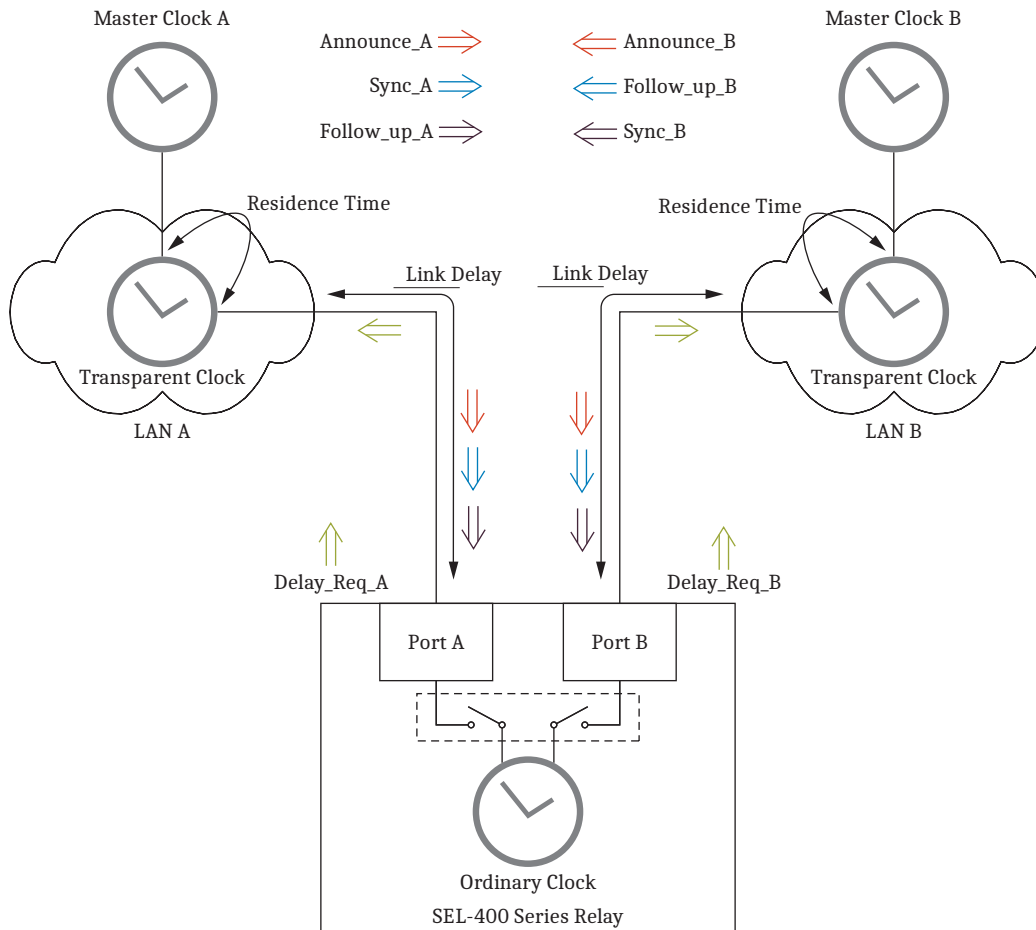 Master Clock A
Master Clock B
Announce_A
Announce_B
Sync_A
Follow_up_B
Follow_up_A
Sync_B
Residence Time
Residence Time
Link Delay
Link Delay
Transparent Clock
Transparent Clock
LAN A
LAN B
Delay_Req_A
Delay_Req_B
Port A
Port B
Ordinary Clock
SEL-400 Series Relay